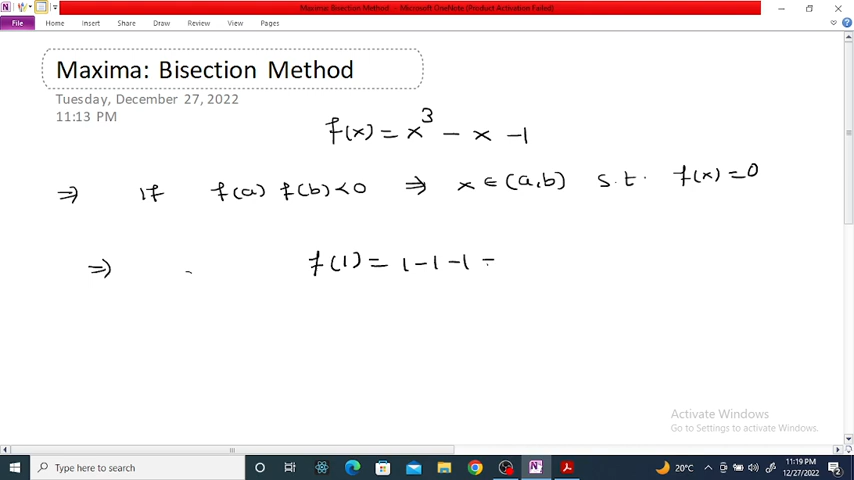 Maxima: Bisection Method - Microsoft OneNote (Product Activation Failed)
File Home Insert Share Draw History Review View Pages
Maxima: Bisection Method
Tuesday, December 27, 2022
11:13 PM
f(x) = x³ - x - 1
⇒ If f(a) f(b) < 0 ⇒ x ∈ (a,b) s.t. f(x) = 0
⇒ f(1) = 1 - 1 - 1 =
Activate Windows
Go to Settings to activate Windows.
Type here to search
20°C
11:19 PM
12/27/2022
2